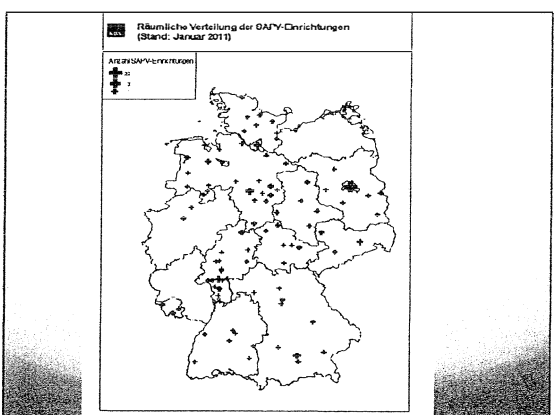 Räumliche Verteilung der SAPV-Einrichtungen
(Stand: Januar 2011)
Anzahl SAPV-Einrichtungen